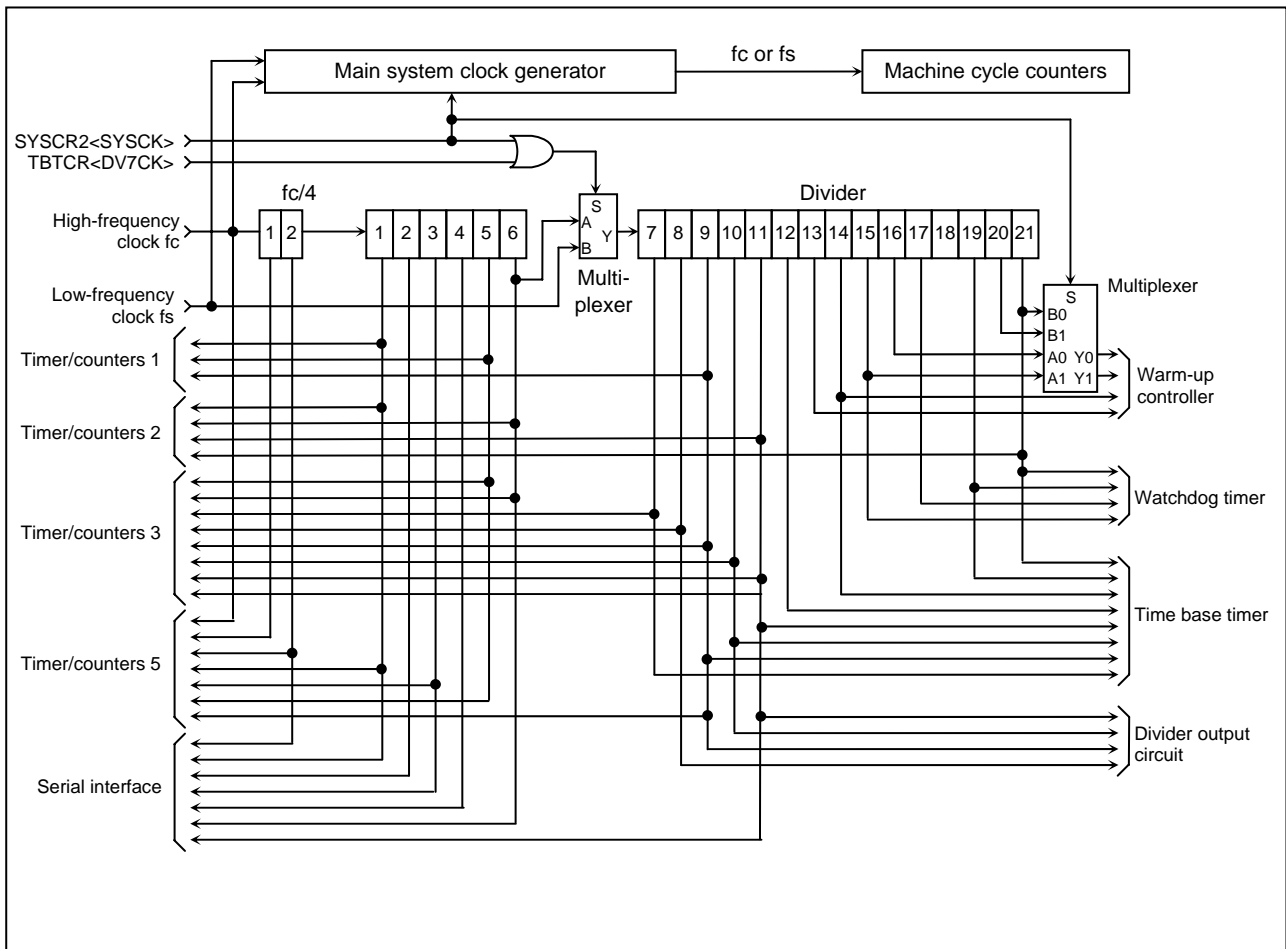 fc or fs
Main system clock generator
Machine cycle counters
SYSCR2<SYSCK>
TBTCR<DV7CK>
fc/4
Divider
High-frequency
clock fc
1 2
1 2 3 4 5 6
S
A
B
Y
Multi-
plexer
7 8 9 10 11 12 13 14 15 16 17 18 19 20 21
Low-frequency
clock fs
Multiplexer
S
B0
B1
A0 Y0
A1 Y1
Timer/counters 1
Warm-up
controller
Timer/counters 2
Watchdog timer
Timer/counters 3
Time base timer
Timer/counters 5
Divider output
circuit
Serial interface